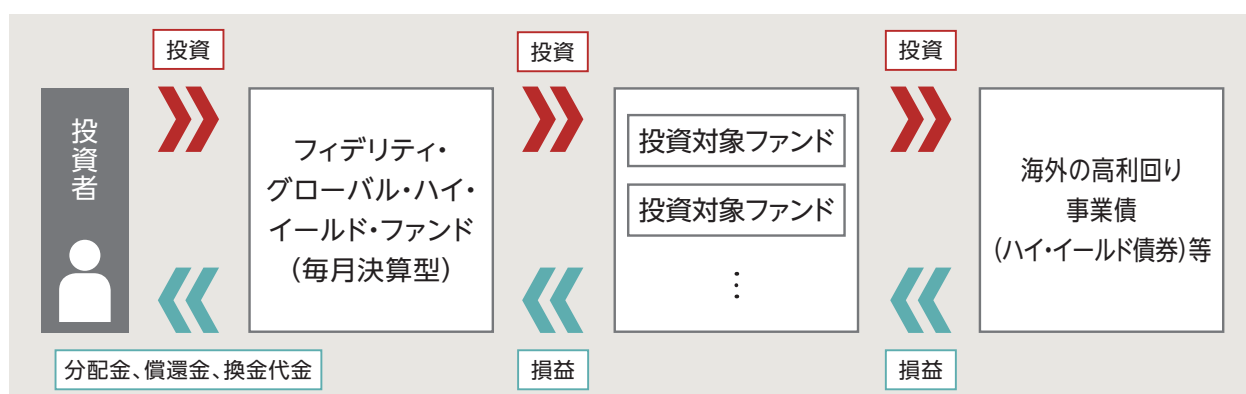 投資
投資
投資
投資者
フィデリティ・
グローバル・ハイ・
イールド・ファンド
(毎月決算型)
投資対象ファンド
投資対象ファンド
⋮
海外の高利回り
事業債
(ハイ・イールド債券)等
分配金、償還金、換金代金
損益
損益